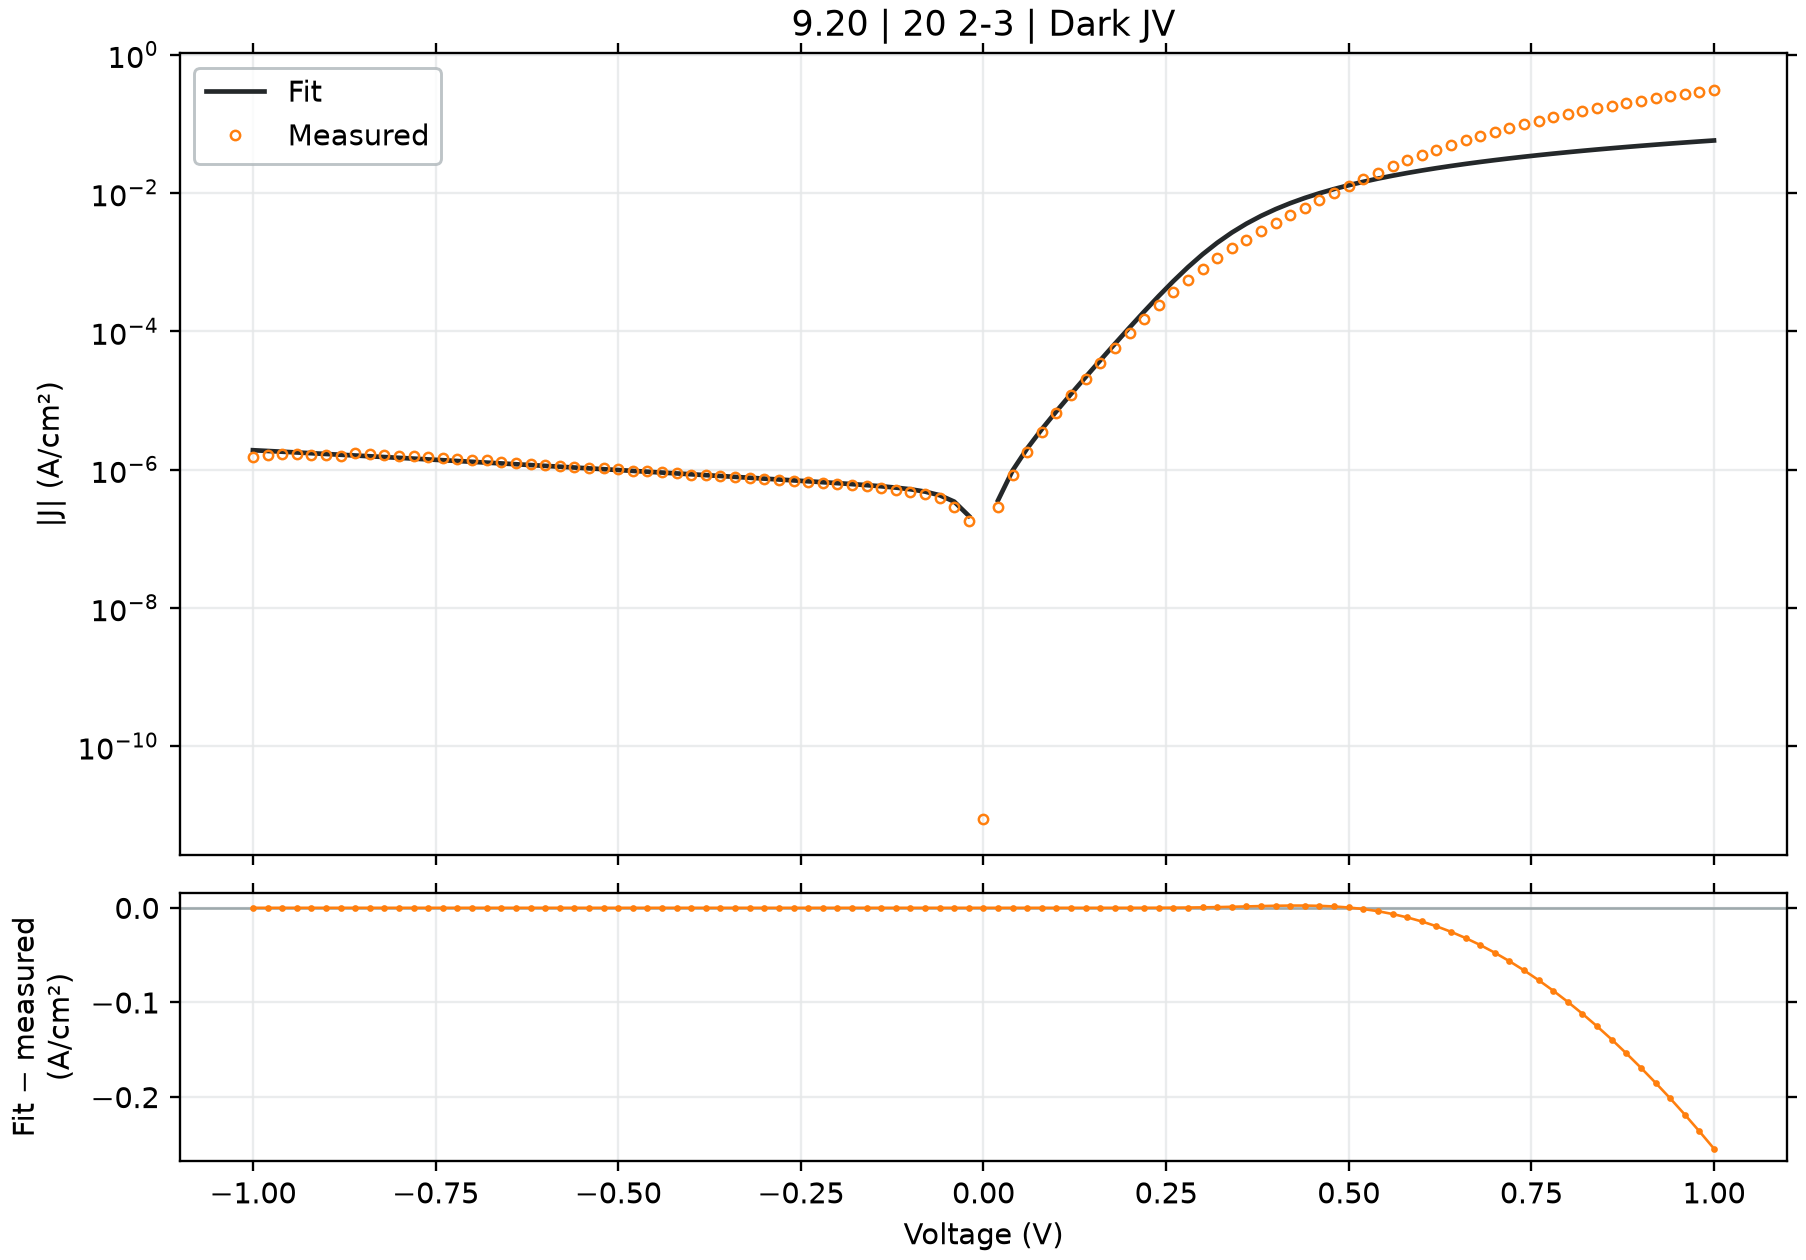 9.20 | 20 2-3 | Dark JV
Fit
Measured
|J| (A/cm²)
10⁰
10⁻²
10⁻⁴
10⁻⁶
10⁻⁸
10⁻¹⁰
Fit − measured
(A/cm²)
0.0
−0.1
−0.2
−1.00 −0.75 −0.50 −0.25 0.00 0.25 0.50 0.75 1.00
Voltage (V)